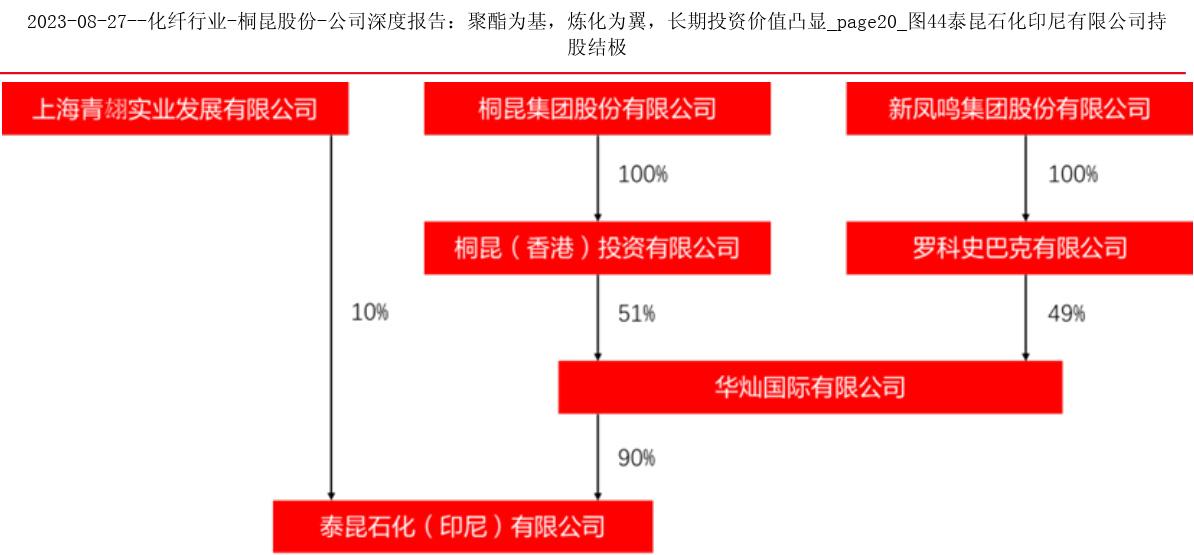 2023-08-27--化纤行业-桐昆股份-公司深度报告：聚酯为基，炼化为翼，长期投资价值凸显_page20_图44泰昆石化印尼有限公司持
股结极
上海青翃实业发展有限公司
桐昆集团股份有限公司
新凤鸣集团股份有限公司
100%
100%
桐昆（香港）投资有限公司
罗科史巴克有限公司
10%
51%
49%
华灿国际有限公司
90%
泰昆石化（印尼）有限公司